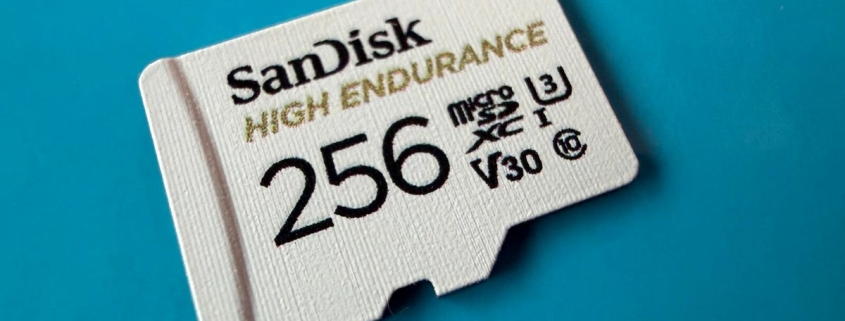 SanDisk
HIGH ENDURANCE
256
micro
SD
XC I
U3
V30
10